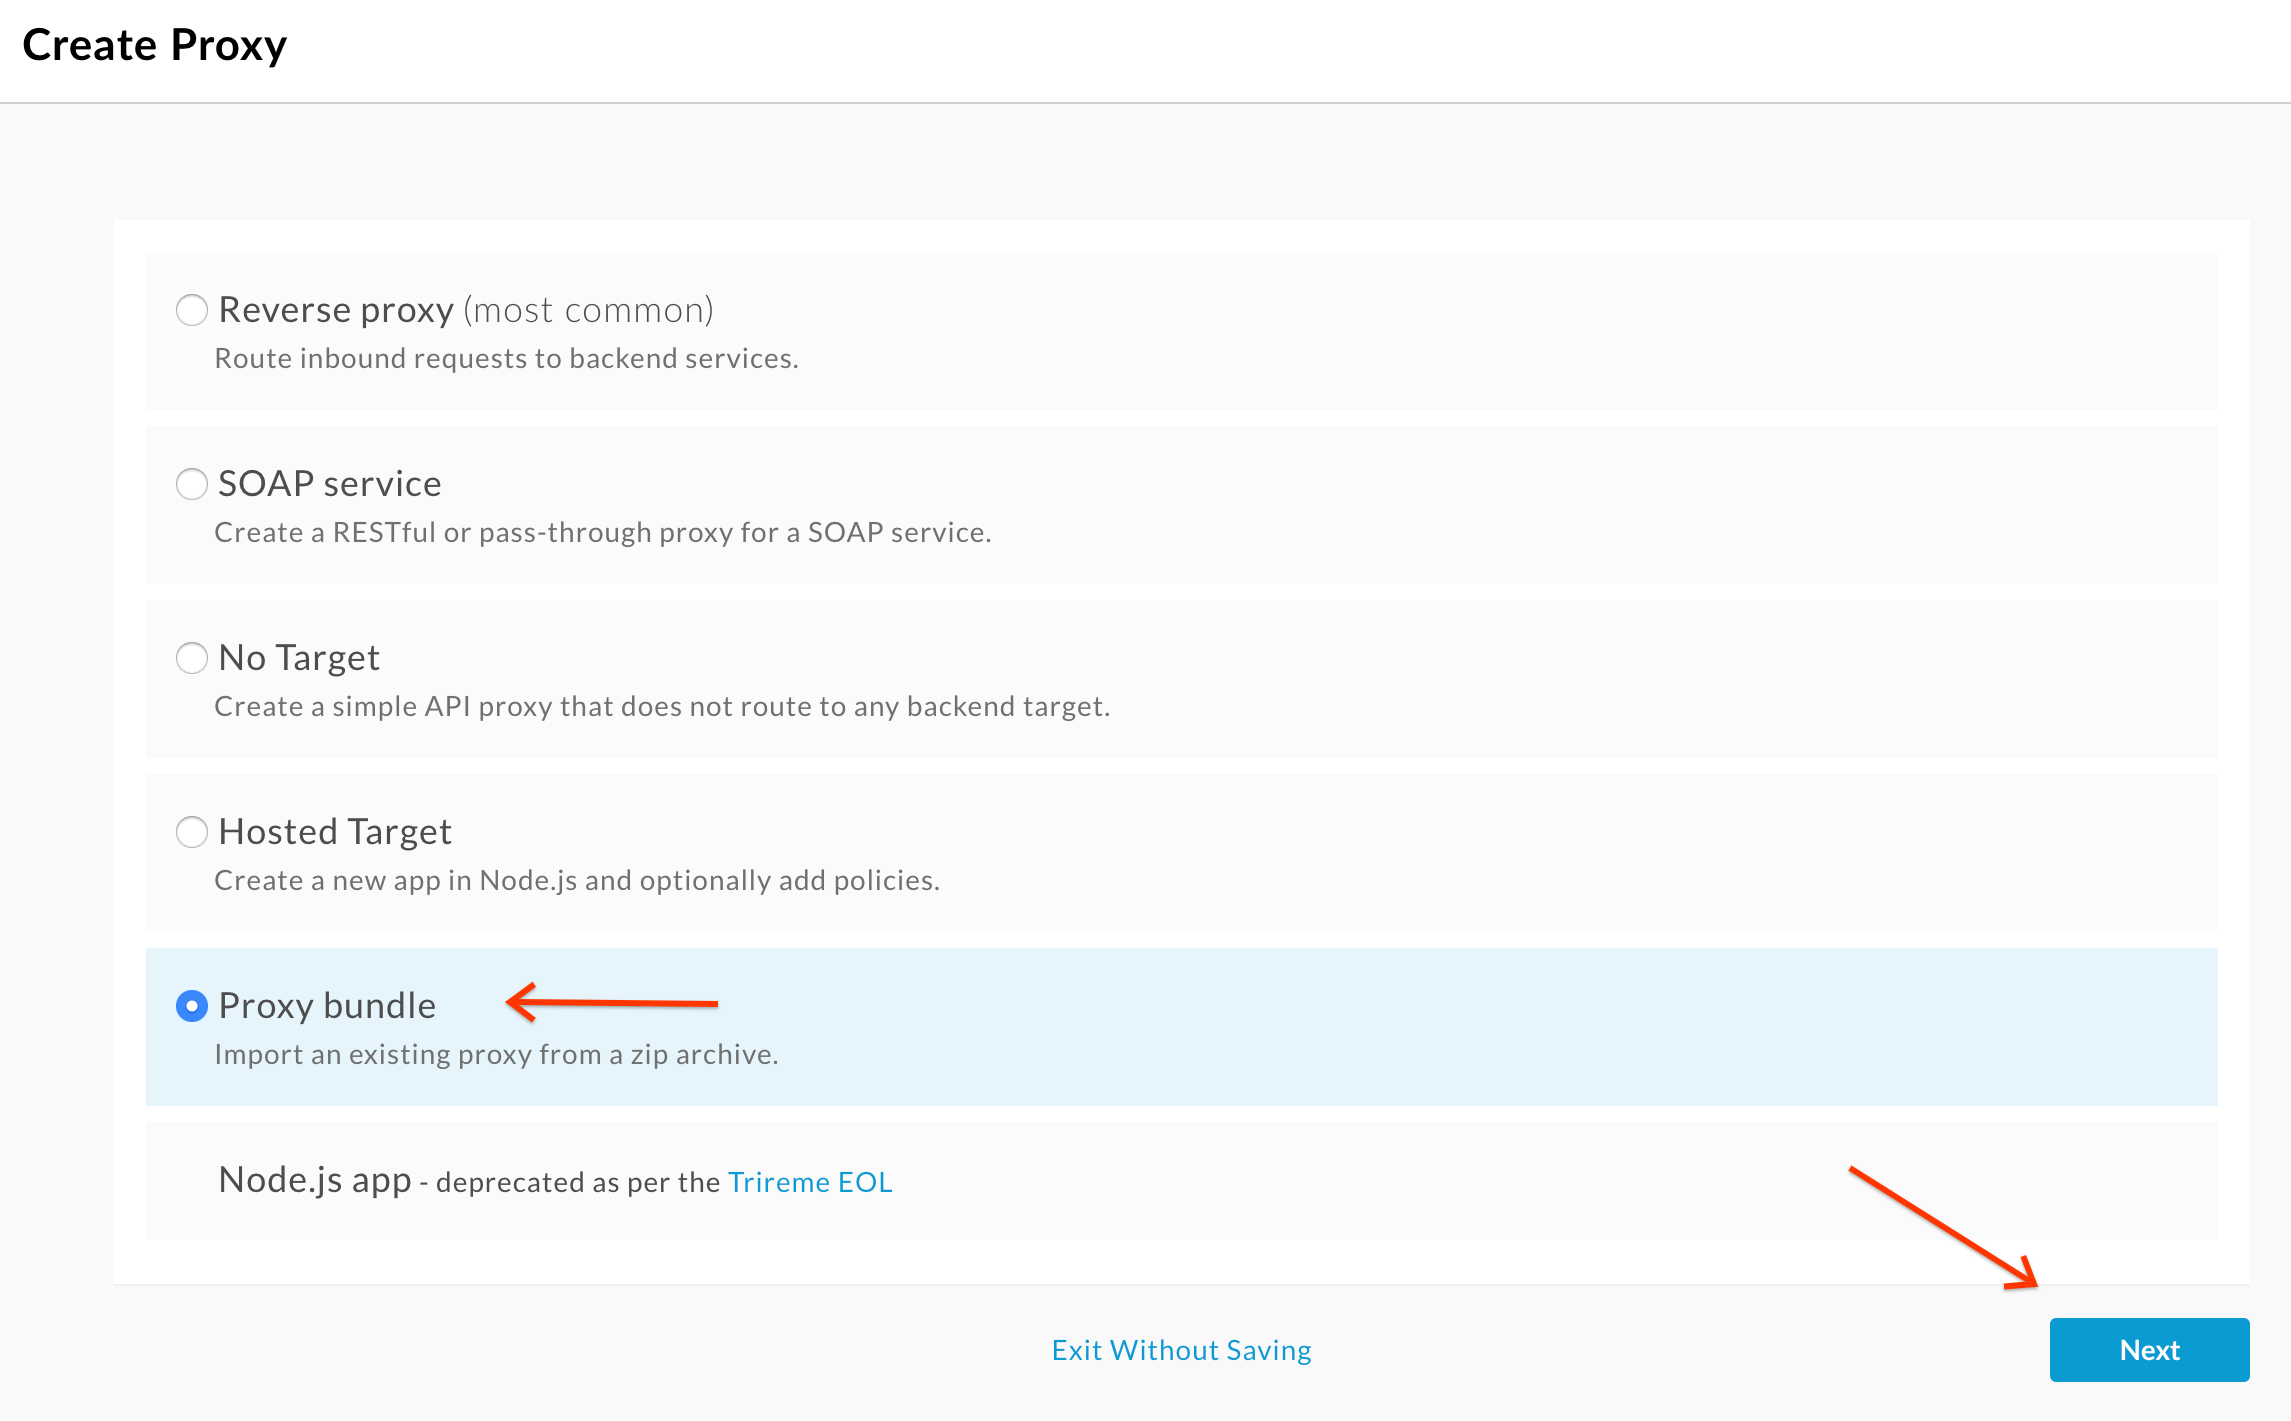 Create Proxy
Reverse proxy (most common)
Route inbound requests to backend services.
SOAP service
Create a RESTful or pass-through proxy for a SOAP service.
No Target
Create a simple API proxy that does not route to any backend target.
Hosted Target
Create a new app in Node.js and optionally add policies.
Proxy bundle
Import an existing proxy from a zip archive.
Node.js app - deprecated as per the Trireme EOL
Exit Without Saving
Next